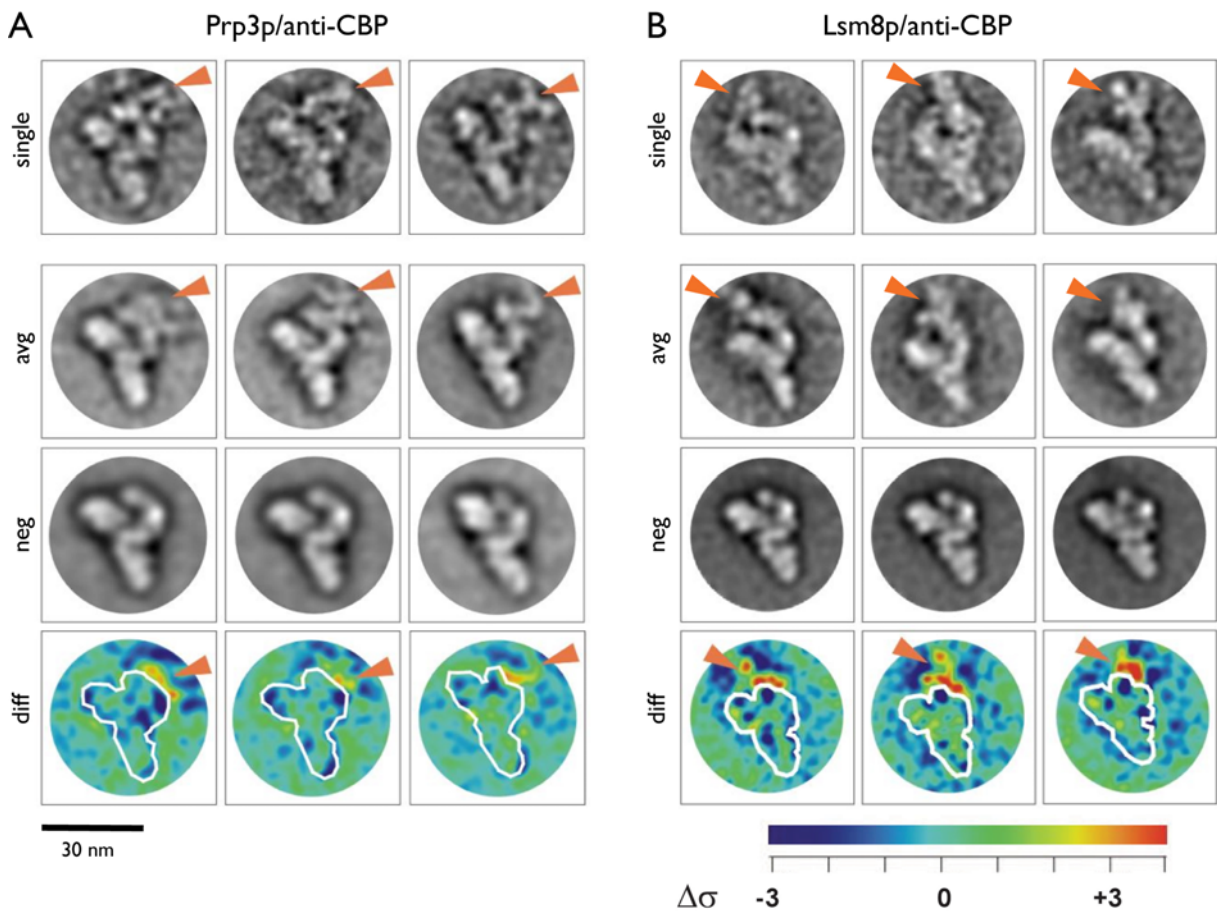 A Prp3p/anti-CBP
B Lsm8p/anti-CBP
single
single
avg
avg
neg
neg
diff
diff
30 nm
Δσ -3 0 +3